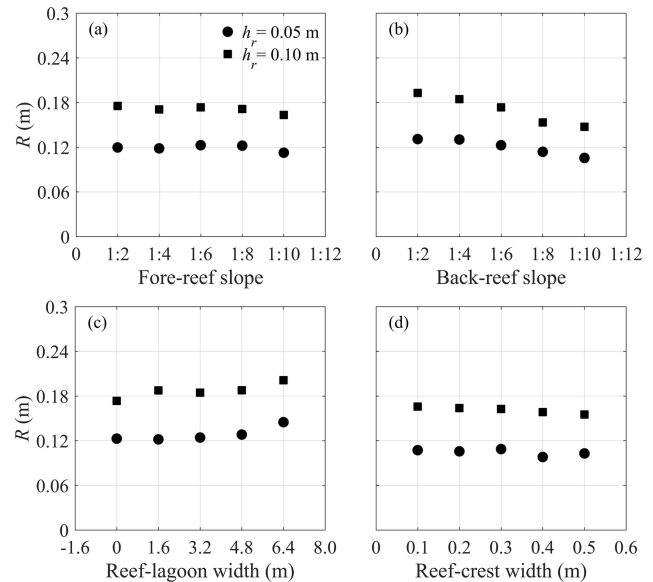 (a)
● hr = 0.05 m
■ hr = 0.10 m
R (m)
0.3
0.24
0.18
0.12
0.06
0
0 1:2 1:4 1:6 1:8 1:10 1:12
Fore-reef slope
(b)
0 1:2 1:4 1:6 1:8 1:10 1:12
Back-reef slope
(c)
R (m)
0.3
0.24
0.18
0.12
0.06
0
-1.6 0 1.6 3.2 4.8 6.4 8.0
Reef-lagoon width (m)
(d)
0 0.1 0.2 0.3 0.4 0.5 0.6
Reef-crest width (m)